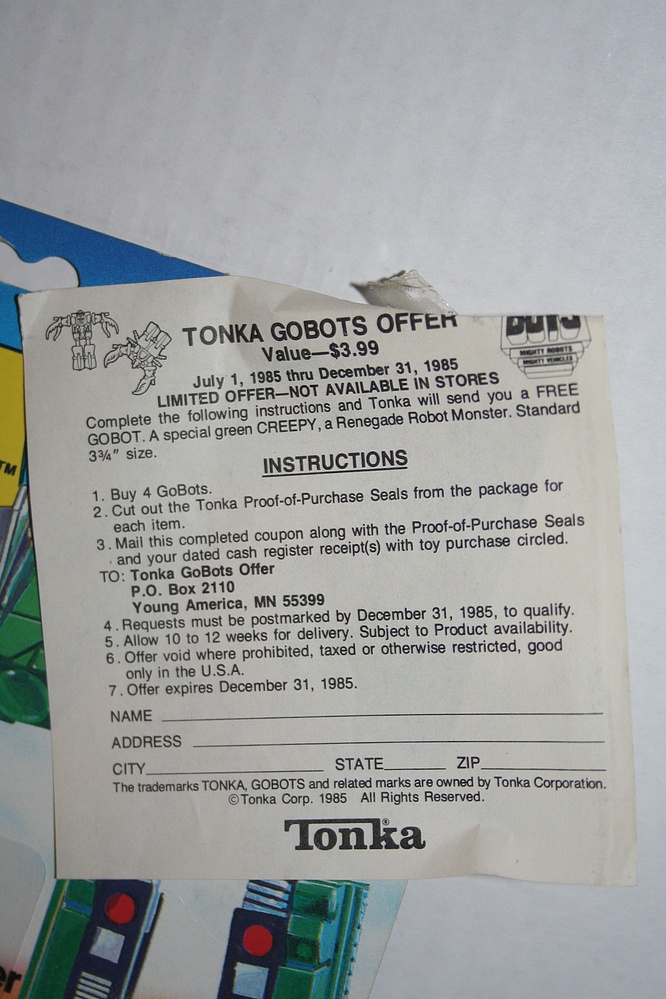 TONKA GOBOTS OFFER
Value—$3.99
July 1, 1985 thru December 31, 1985
LIMITED OFFER—NOT AVAILABLE IN STORES
BOTS
MIGHTY ROBOTS
MIGHTY VEHICLES
Complete the following instructions and Tonka will send you a FREE
GOBOT. A special green CREEPY, a Renegade Robot Monster. Standard
3¾" size.
INSTRUCTIONS
1. Buy 4 GoBots.
2. Cut out the Tonka Proof-of-Purchase Seals from the package for
each item.
3. Mail this completed coupon along with the Proof-of-Purchase Seals
and your dated cash register receipt(s) with toy purchase circled.
TO: Tonka GoBots Offer
P.O. Box 2110
Young America, MN 55399
4. Requests must be postmarked by December 31, 1985, to qualify.
5. Allow 10 to 12 weeks for delivery. Subject to Product availability.
6. Offer void where prohibited, taxed or otherwise restricted, good
only in the U.S.A.
7. Offer expires December 31, 1985.
NAME
ADDRESS
CITY STATE ZIP
The trademarks TONKA, GOBOTS and related marks are owned by Tonka Corporation.
©Tonka Corp. 1985 All Rights Reserved.
Tonka®
TM
er